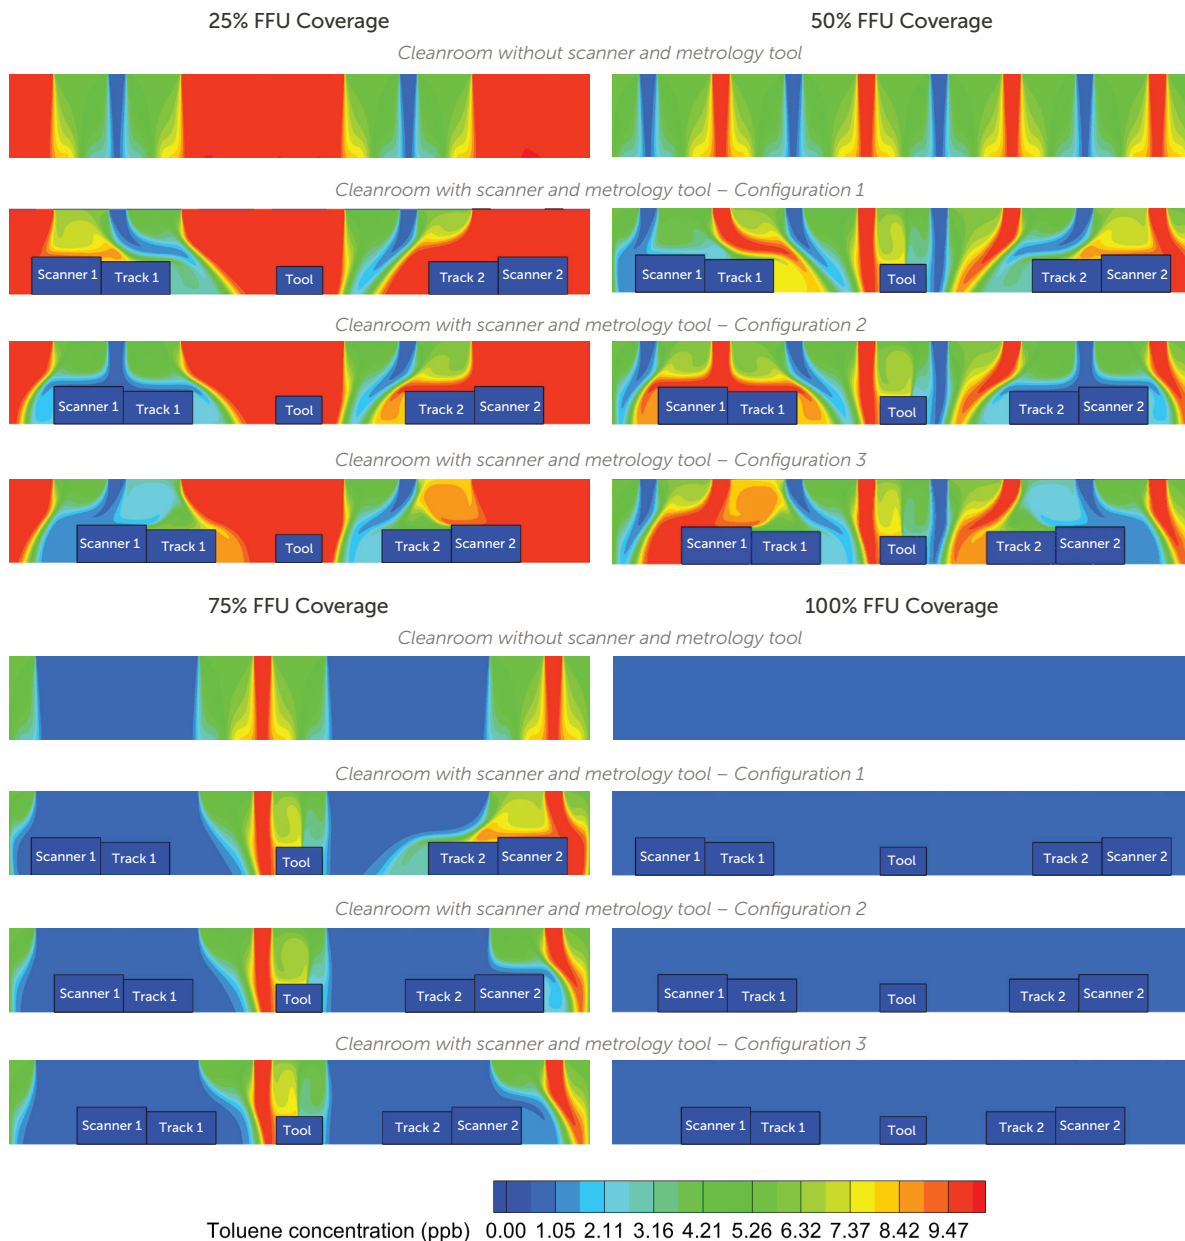 25% FFU Coverage
50% FFU Coverage
Cleanroom without scanner and metrology tool
Cleanroom with scanner and metrology tool – Configuration 1
Scanner 1
Track 1
Tool
Track 2
Scanner 2
Scanner 1
Track 1
Tool
Track 2
Scanner 2
Cleanroom with scanner and metrology tool – Configuration 2
Scanner 1
Track 1
Tool
Track 2
Scanner 2
Scanner 1
Track 1
Tool
Track 2
Scanner 2
Cleanroom with scanner and metrology tool – Configuration 3
Scanner 1
Track 1
Tool
Track 2
Scanner 2
Scanner 1
Track 1
Tool
Track 2
Scanner 2
75% FFU Coverage
100% FFU Coverage
Cleanroom without scanner and metrology tool
Cleanroom with scanner and metrology tool – Configuration 1
Scanner 1
Track 1
Tool
Track 2
Scanner 2
Scanner 1
Track 1
Tool
Track 2
Scanner 2
Cleanroom with scanner and metrology tool – Configuration 2
Scanner 1
Track 1
Tool
Track 2
Scanner 2
Scanner 1
Track 1
Tool
Track 2
Scanner 2
Cleanroom with scanner and metrology tool – Configuration 3
Scanner 1
Track 1
Tool
Track 2
Scanner 2
Scanner 1
Track 1
Tool
Track 2
Scanner 2
Toluene concentration (ppb) 0.00 1.05 2.11 3.16 4.21 5.26 6.32 7.37 8.42 9.47